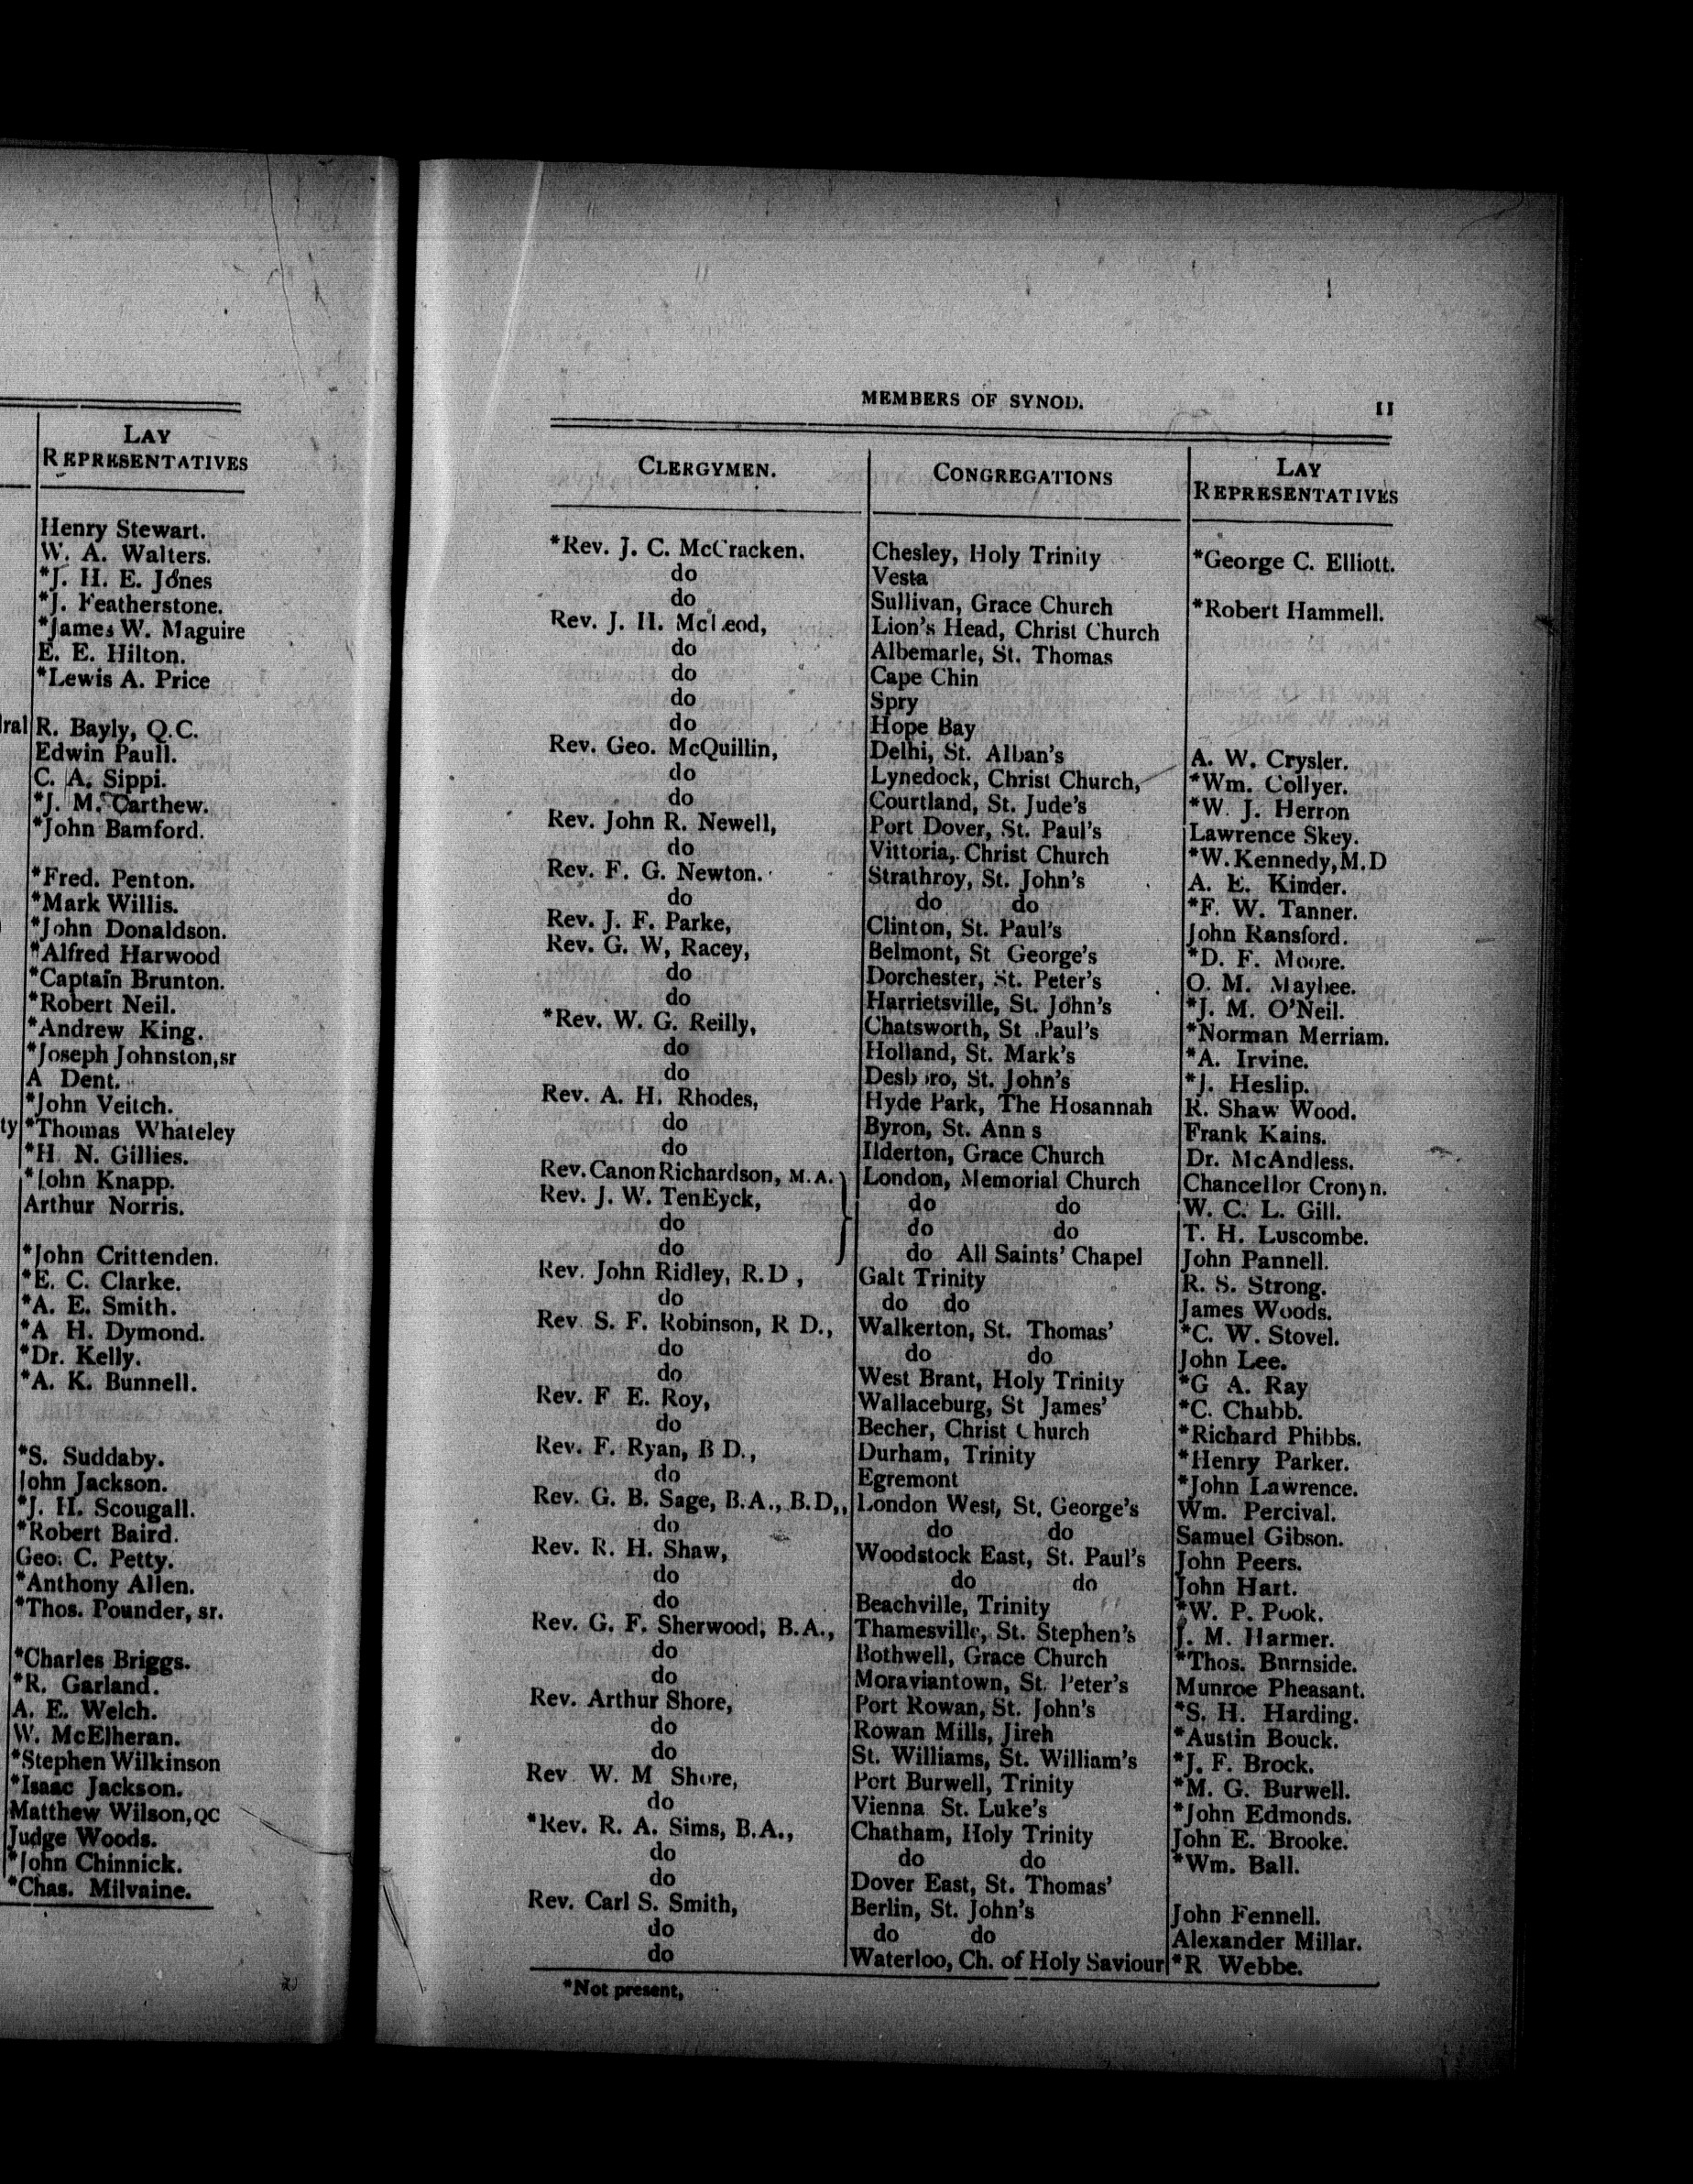 LAY
REPRESENTATIVES
Henry Stewart.
W. A. Walters.
*J. H. E. Jones
*J. Featherstone.
*James W. Maguire
E. E. Hilton.
*Lewis A. Price
dral R. Bayly, Q.C.
Edwin Paull.
C. A. Sippi.
*J. M. Carthew.
*John Bamford.
*Fred. Penton.
*Mark Willis.
*John Donaldson.
*Alfred Harwood
*Captain Brunton.
*Robert Neil.
*Andrew King.
*Joseph Johnston,sr
A Dent.
*John Veitch.
ty *Thomas Whateley
*H. N. Gillies.
*John Knapp.
Arthur Norris.
*John Crittenden.
*E. C. Clarke.
*A. E. Smith.
*A H. Dymond.
*Dr. Kelly.
*A. K. Bunnell.
*S. Suddaby.
John Jackson.
*J. H. Scougall.
*Robert Baird.
Geo. C. Petty.
*Anthony Allen.
*Thos. Pounder, sr.
*Charles Briggs.
*R. Garland.
A. E. Welch.
W. McElheran.
*Stephen Wilkinson
*Isaac Jackson.
Matthew Wilson,QC
Judge Woods.
*John Chinnick.
*Chas. Milvaine.
MEMBERS OF SYNOD. 11
CLERGYMEN. CONGREGATIONS LAY REPRESENTATIVES
*Rev. J. C. McCracken. Chesley, Holy Trinity *George C. Elliott.
do Vesta
do Sullivan, Grace Church *Robert Hammell.
Rev. J. H. McLeod, Lion's Head, Christ Church
do Albemarle, St. Thomas
do Cape Chin
do Spry
do Hope Bay
Rev. Geo. McQuillin, Delhi, St. Alban's A. W. Crysler.
do Lynedock, Christ Church, *Wm. Collyer.
do Courtland, St. Jude's *W. J. Herron
Rev. John R. Newell, Port Dover, St. Paul's Lawrence Skey.
do Vittoria, Christ Church *W. Kennedy, M.D
Rev. F. G. Newton. Strathroy, St. John's A. E. Kinder.
do do do *F. W. Tanner.
Rev. J. F. Parke, Clinton, St. Paul's John Ransford.
Rev. G. W, Racey, Belmont, St George's *D. F. Moore.
do Dorchester, St. Peter's O. M. Maybee.
do Harrietsville, St. John's *J. M. O'Neil.
*Rev. W. G. Reilly, Chatsworth, St .Paul's *Norman Merriam.
do Holland, St. Mark's *A. Irvine.
do Desboro, St. John's *J. Heslip.
Rev. A. H. Rhodes, Hyde Park, The Hosannah R. Shaw Wood.
do Byron, St. Ann s Frank Kains.
do Ilderton, Grace Church Dr. McAndless.
Rev. Canon Richardson, M.A. London, Memorial Church Chancellor Cronyn.
Rev. J. W. TenEyck, do do W. C. L. Gill.
do do do T. H. Luscombe.
do do All Saints' Chapel John Pannell.
Rev. John Ridley, R.D , Galt Trinity R. S. Strong.
do do do James Woods.
Rev S. F. Robinson, R D., Walkerton, St. Thomas' *C. W. Stovel.
do do do John Lee.
do West Brant, Holy Trinity *G A. Ray
Rev. F E. Roy, Wallaceburg, St James' *C. Chubb.
do Becher, Christ Church *Richard Phibbs.
Rev. F. Ryan, B D., Durham, Trinity *Henry Parker.
do Egremont *John Lawrence.
Rev. G. B. Sage, B.A., B.D,, London West, St. George's Wm. Percival.
do do do Samuel Gibson.
Rev. R. H. Shaw, Woodstock East, St. Paul's John Peers.
do do do John Hart.
do Beachville, Trinity *W. P. Pook.
Rev. G. F. Sherwood, B.A., Thamesville, St. Stephen's J. M. Harmer.
do Bothwell, Grace Church *Thos. Burnside.
do Moraviantown, St. Peter's Munroe Pheasant.
Rev. Arthur Shore, Port Rowan, St. John's *S. H. Harding.
do Rowan Mills, Jireh *Austin Bouck.
do St. Williams, St. William's *J. F. Brock.
Rev W. M Shore, Port Burwell, Trinity *M. G. Burwell.
do Vienna St. Luke's *John Edmonds.
*Rev. R. A. Sims, B.A., Chatham, Holy Trinity John E. Brooke.
do do do *Wm. Ball.
do Dover East, St. Thomas'
Rev. Carl S. Smith, Berlin, St. John's John Fennell.
do do do Alexander Millar.
do Waterloo, Ch. of Holy Saviour *R Webbe.
*Not present,